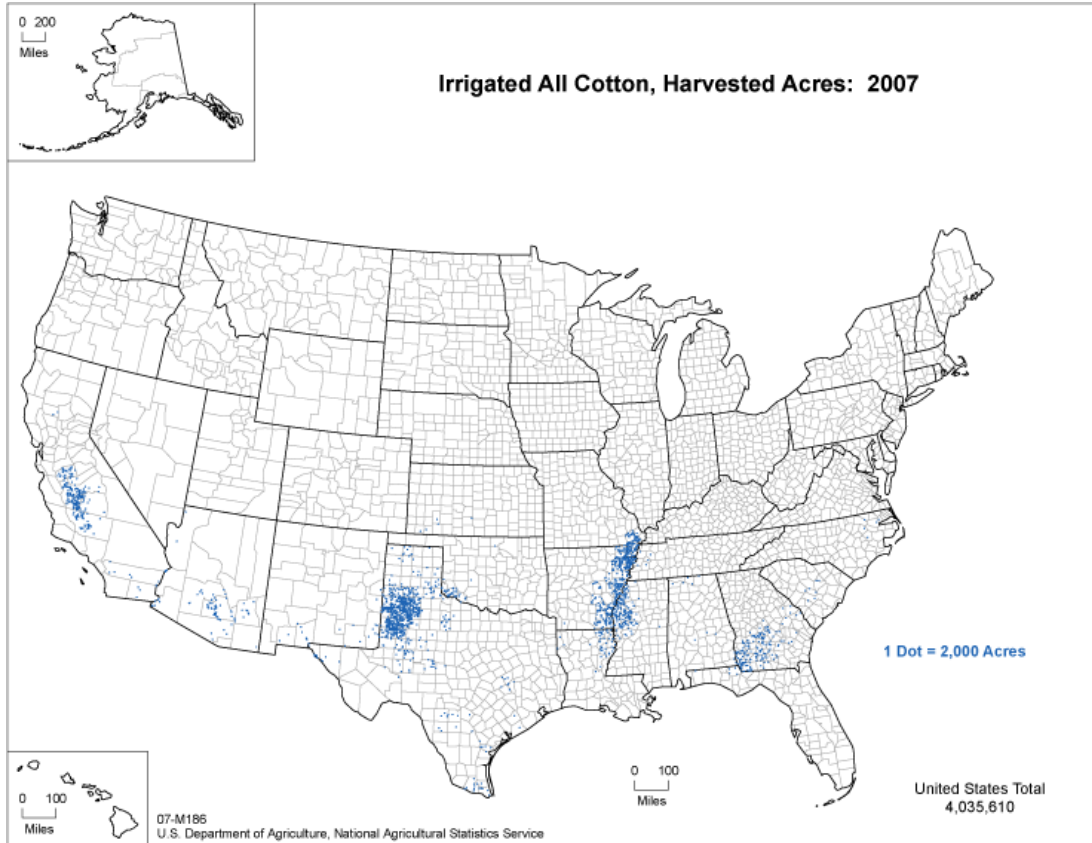 0 200
Miles
Irrigated All Cotton, Harvested Acres: 2007
1 Dot = 2,000 Acres
0 100
Miles
0 100
Miles
United States Total
4,035,610
07-M186
U.S. Department of Agriculture, National Agricultural Statistics Service